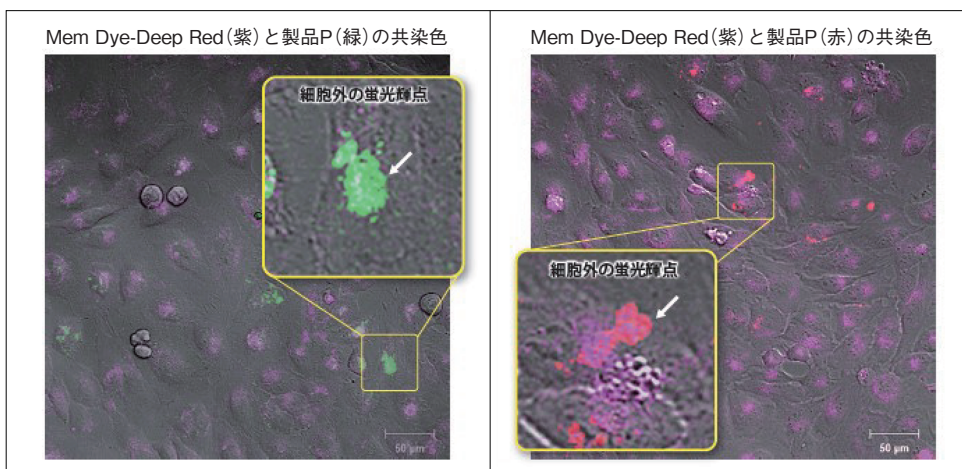 Mem Dye-Deep Red（紫）と製品P（緑）の共染色
細胞外の蛍光輝点
50 μm
Mem Dye-Deep Red（紫）と製品P（赤）の共染色
細胞外の蛍光輝点
50 μm